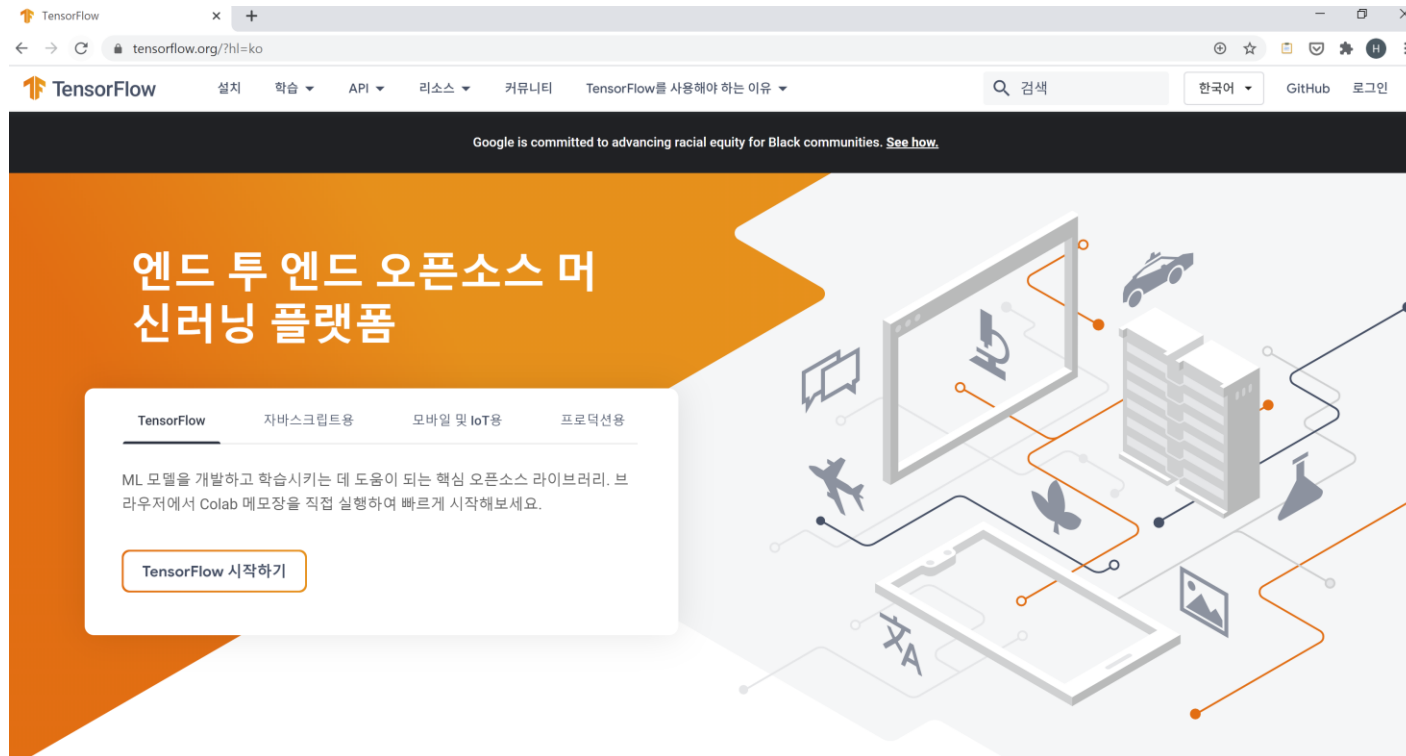 TensorFlow
tensorflow.org/?hl=ko
H
TensorFlow 설치 학습 API 리소스 커뮤니티 TensorFlow를 사용해야 하는 이유 검색 한국어 GitHub 로그인
Google is committed to advancing racial equity for Black communities. See how.
엔드 투 엔드 오픈소스 머
신러닝 플랫폼
TensorFlow 자바스크립트용 모바일 및 IoT용 프로덕션용
ML 모델을 개발하고 학습시키는 데 도움이 되는 핵심 오픈소스 라이브러리. 브
라우저에서 Colab 메모장을 직접 실행하여 빠르게 시작해보세요.
TensorFlow 시작하기
文A